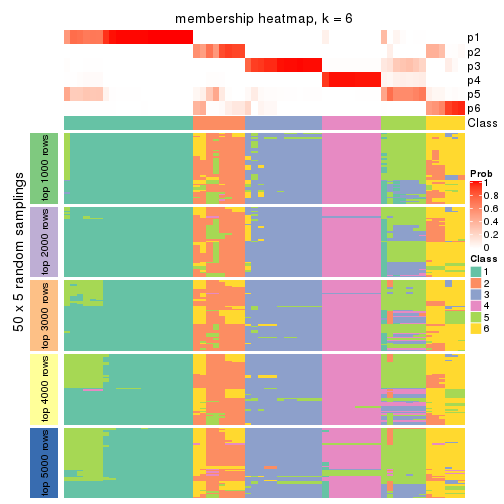 membership heatmap, k = 6
p1
p2
p3
p4
p5
p6
Class
50 x 5 random samplings
top 1000 rows
top 2000 rows
top 3000 rows
top 4000 rows
top 5000 rows
Prob
1
0.8
0.6
0.4
0.2
0
Class
1
2
3
4
5
6